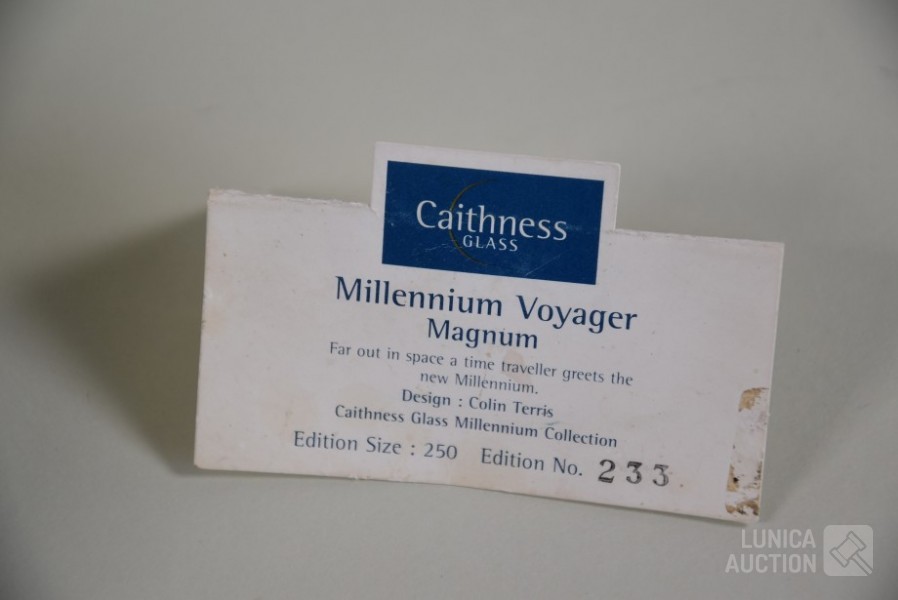 Caithness
GLASS
Millennium Voyager
Magnum
Far out in space a time traveller greets the
new Millennium.
Design : Colin Terris
Caithness Glass Millennium Collection
Edition Size : 250 Edition No. 233
LUNICA
AUCTION